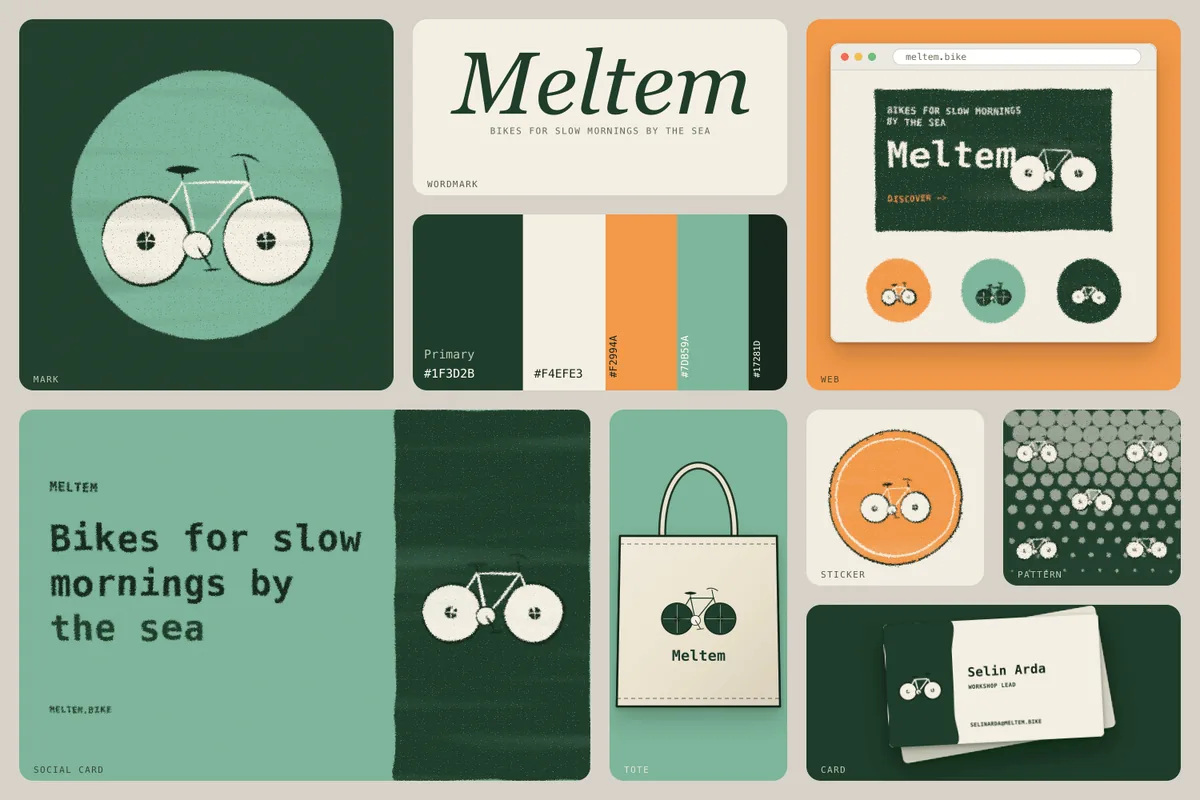 MARK
Meltem
BIKES FOR SLOW MORNINGS BY THE SEA
WORDMARK
Primary
#1F3D2B
#F4EFE3
#F2994A
#7DB59A
#17281D
meltem.bike
BIKES FOR SLOW MORNINGS
BY THE SEA
Meltem
DISCOVER ->
WEB
MELTEM
Bikes for slow
mornings by
the sea
MELTEM.BIKE
SOCIAL CARD
Meltem
TOTE
STICKER
PATTERN
Selin Arda
WORKSHOP LEAD
SELINARDA@MELTEM.BIKE
CARD